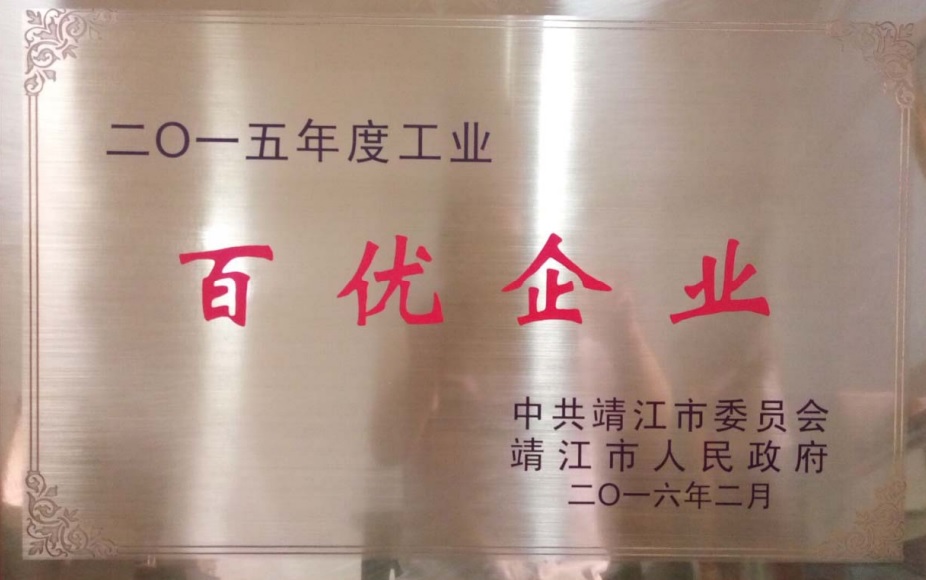 二〇一五年度工业
百优企业
中共靖江市委员会
靖江市人民政府
二〇一六年二月